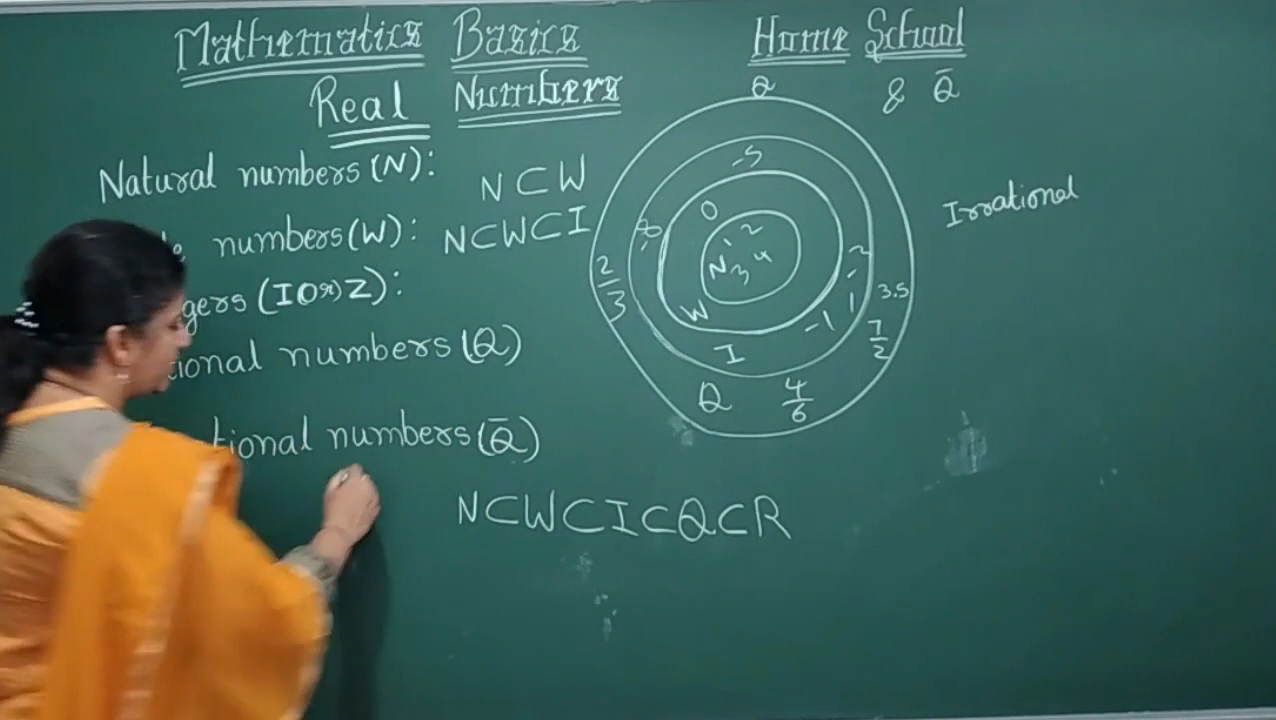 Mathematics Basics
Real Numbers
Home School
Q & Q̄
Natural numbers (N):
N⊂W
numbers (W):
N⊂W⊂I
gers (I Or) Z):
ional numbers (Q)
tional numbers (Q̄)
N⊂W⊂I⊂Q⊂R
-5
0
1 2
N 3 4
W
-1
I
Q
2/3
4/6
3.5
7/2
Irrational